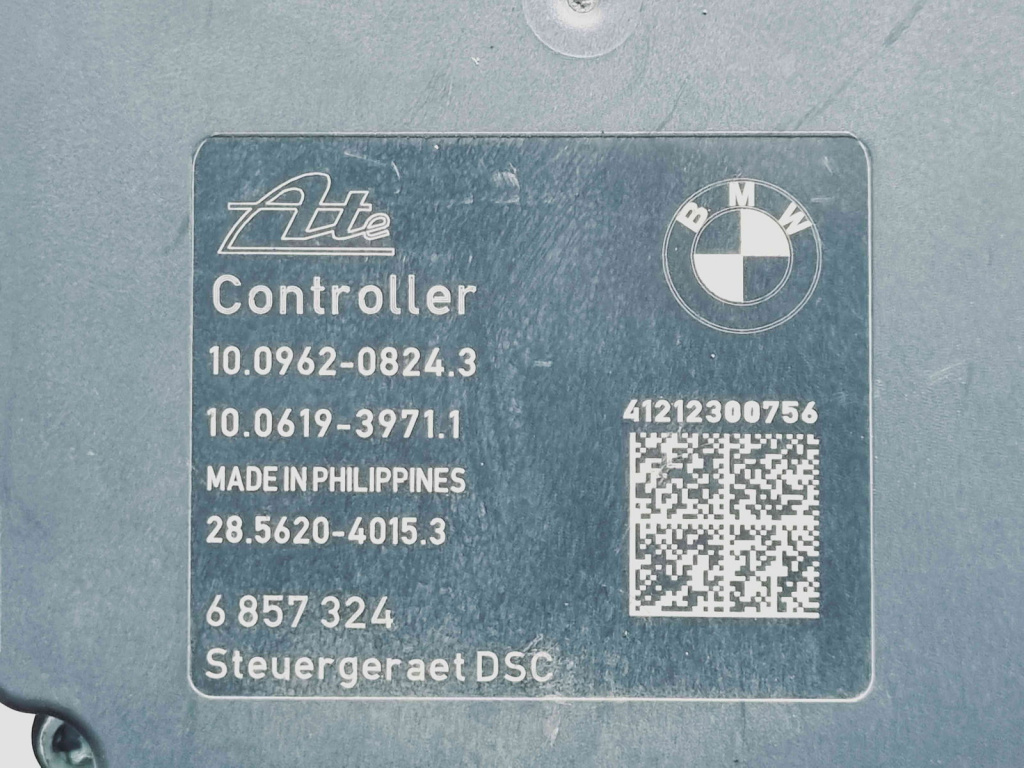 Ate
BMW
Controller
10.0962-0824.3
10.0619-3971.1
41212300756
MADE IN PHILIPPINES
28.5620-4015.3
6 857 324
Steuergeraet DSC